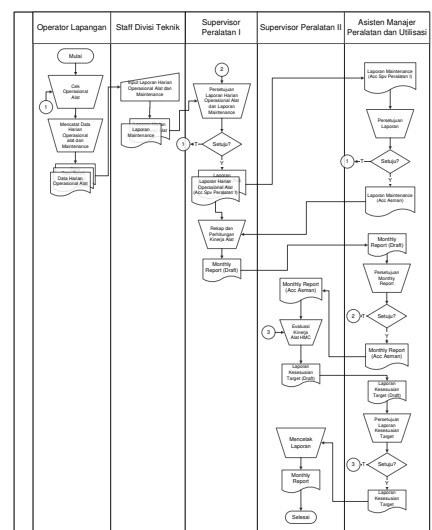 Operator Lapangan
Staff Divisi Teknik
Supervisor
Peralatan I
Supervisor Peralatan II
Asisten Manajer
Peralatan dan Utilisasi
Mulai
Cek
Operasional
Alat
1
Mencatat Data
Harian
Operasional
alat dan
Maintenance
Data Harian
Operasional Alat
Input Laporan Harian
Operasional Alat dan
Maintenance
Laporan
Maintenance
2
Persetujuan
Laporan Harian
Operasional Alat
dan Laporan
Maintenance
Setuju?
1
T
Y
Laporan
Laporan Harian
Operasional Alat
(Acc Spv Peralatan I)
Rekap dan
Perhitungan
Kinerja Alat
Monthly
Report (Draft)
Monthly Report
(Acc Asman)
3
Evaluasi
Kinerja
Alat HMC
Laporan
Kesesuaian
Target (Draft)
Mencetak
Laporan
Monthly
Report
Selesai
Laporan Maintenance
(Acc Spv Peralatan I)
Persetujuan
Laporan
1
T
Setuju?
Y
Laporan Maintenance
(Acc Asman)
Monthly
Report (Draft)
Persetujuan
Monthly
Report
2
T
Setuju?
Y
Monthly Report
(Acc Asman)
Laporan
Kesesuaian
Target (Draft)
Persetujuan
Laporan
Kesesuaian
Target
3
T
Setuju?
Y
Laporan
Kesesuaian
Target